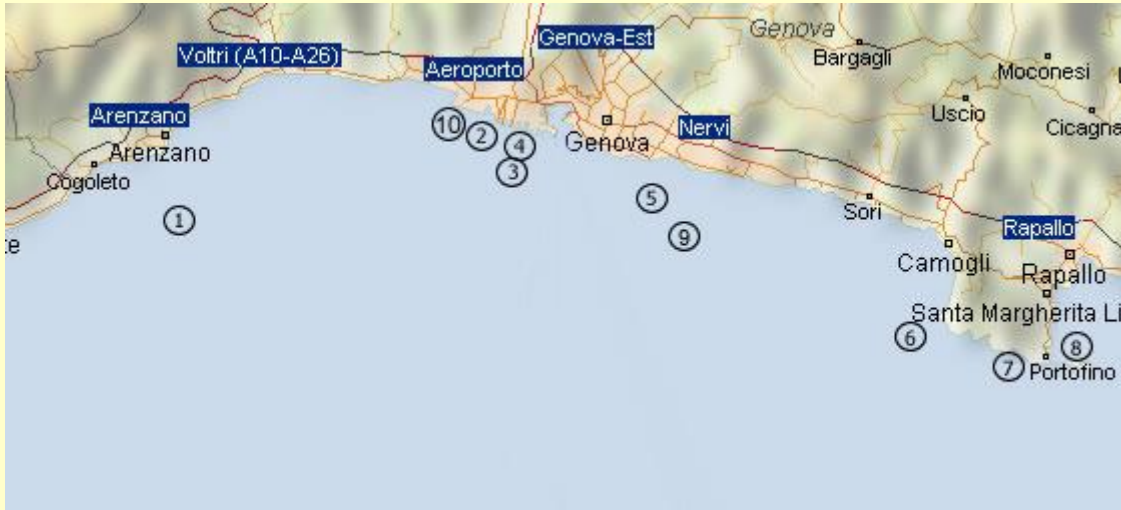 Genova
Genova-Est
Voltri (A10-A26)
Bargagli
Aeroporto
Moconesi
Arenzano
Uscio
Cicagna
10
2
4
Genova
Nervi
Arenzano
3
Cogoleto
5
Sori
1
9
Rapallo
te
Camogli
Rapallo
Santa Margherita Li
6
8
7
Portofino